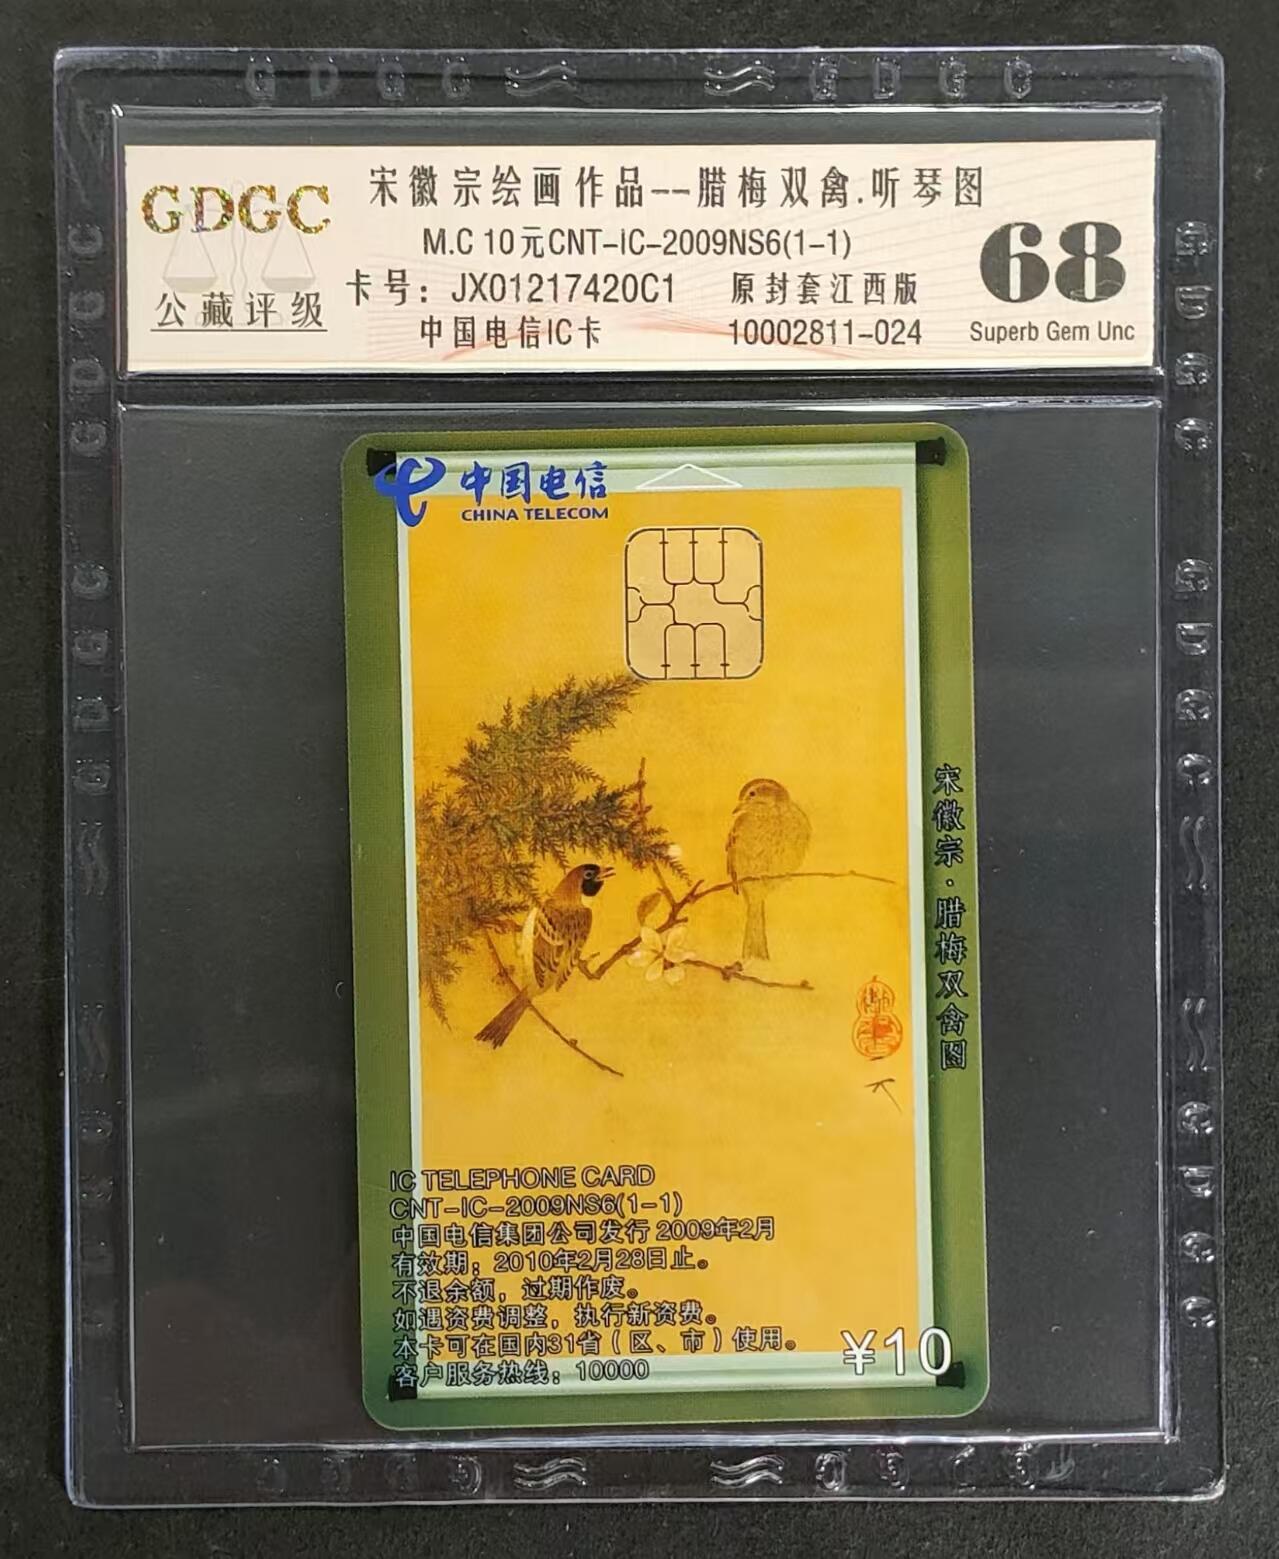 GDGC
公藏评级
宋徽宗绘画作品--腊梅双禽.听琴图
M.C 10元CNT-IC-2009NS6(1-1)
卡号：JX01217420C1 原封套江西版
中国电信IC卡 10002811-024
68
Superb Gem Unc
中国电信
CHINA TELECOM
宋徽宗·腊梅双禽图
IC TELEPHONE CARD
CNT-IC-2009NS6(1-1)
中国电信集团公司发行 2009年2月
有效期：2010年2月28日止。
不退余额，过期作废。
如遇资费调整，执行新资费。
本卡可在国内31省（区、市）使用。
客户服务热线：10000
¥10